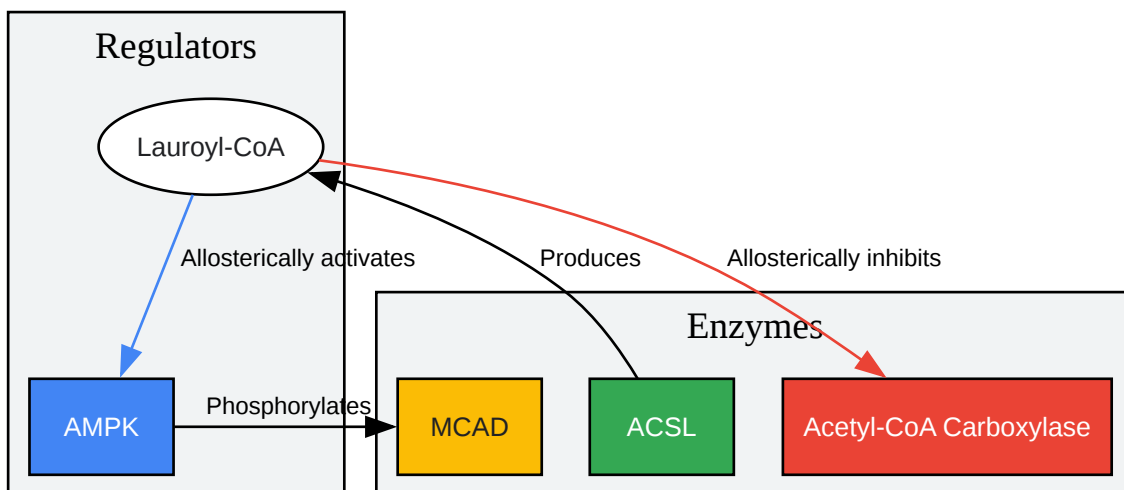 Regulators
Lauroyl-CoA
Allosterically activates
Produces
Allosterically inhibits
Enzymes
Phosphorylates
AMPK
MCAD
ACSL
Acetyl-CoA Carboxylase